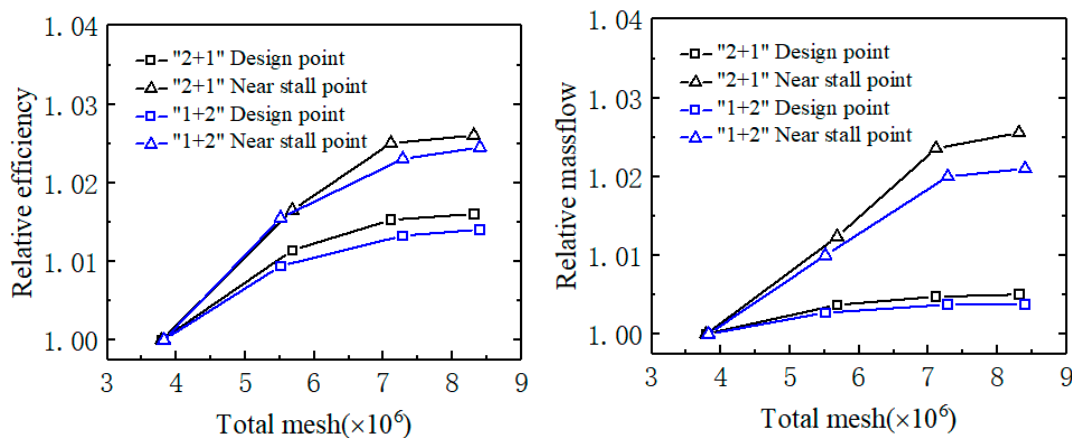 1.04
1.03
1.02
1.01
1.00
Relative efficiency
"2+1" Design point
"2+1" Near stall point
"1+2" Design point
"1+2" Near stall point
3 4 5 6 7 8 9
Total mesh(×10⁶)
1.04
1.03
1.02
1.01
1.00
Relative massflow
"2+1" Design point
"2+1" Near stall point
"1+2" Design point
"1+2" Near stall point
3 4 5 6 7 8 9
Total mesh(×10⁶)